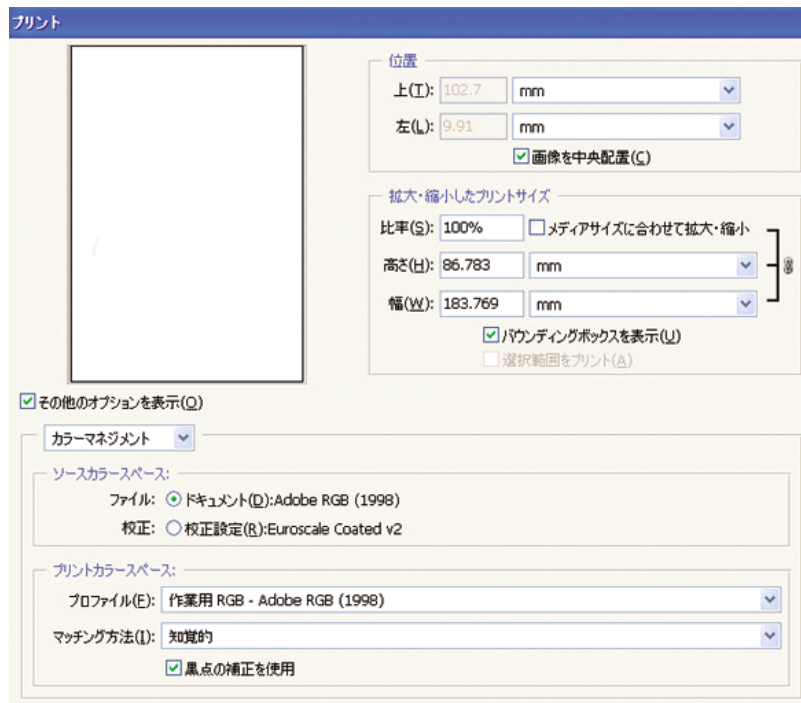 プリント
位置
上(T): 102.7 mm
左(L): 9.91 mm
画像を中央配置(C)
拡大・縮小したプリントサイズ
比率(S): 100% メディアサイズに合わせて拡大・縮小
高さ(H): 86.783 mm
幅(W): 183.769 mm
バウンディングボックスを表示(U)
選択範囲をプリント(A)
その他のオプションを表示(O)
カラーマネジメント
ソースカラースペース:
ファイル: ドキュメント(D):Adobe RGB (1998)
校正: 校正設定(R):Euroscale Coated v2
プリントカラースペース:
プロファイル(F): 作業用 RGB - Adobe RGB (1998)
マッチング方法(I): 知覚的
黒点の補正を使用